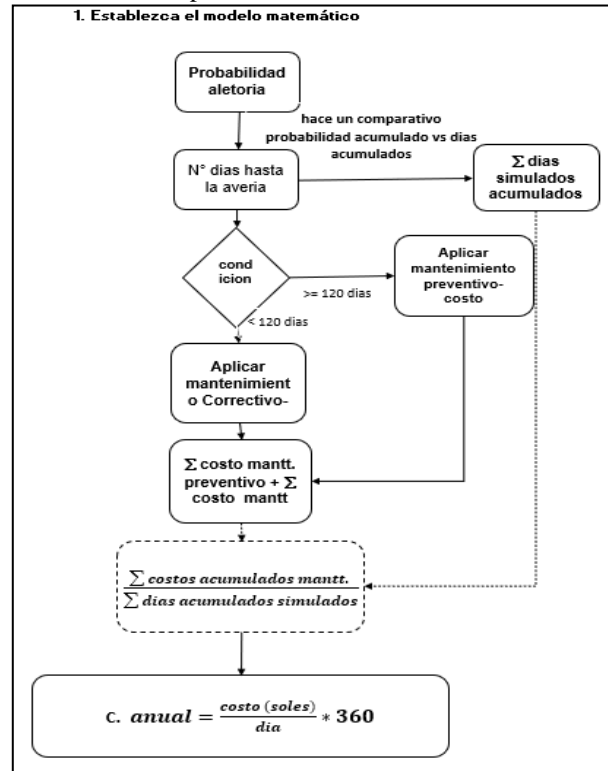 1. Establezca el modelo matemático
Probabilidad
aletoria
hace un comparativo
probabilidad acumulado vs dias
acumulados
N° dias hasta
la averia
Σ dias
simulados
acumulados
cond
icion
>= 120 dias
Aplicar
mantenimiento
preventivo-
costo
< 120 dias
Aplicar
mantenimient
o Correctivo-
Σ costo mantt.
preventivo + Σ
costo mantt
∑ costos acumulados mantt.
∑ dias acumulados simulados
C. anual = costo (soles) / dia * 360